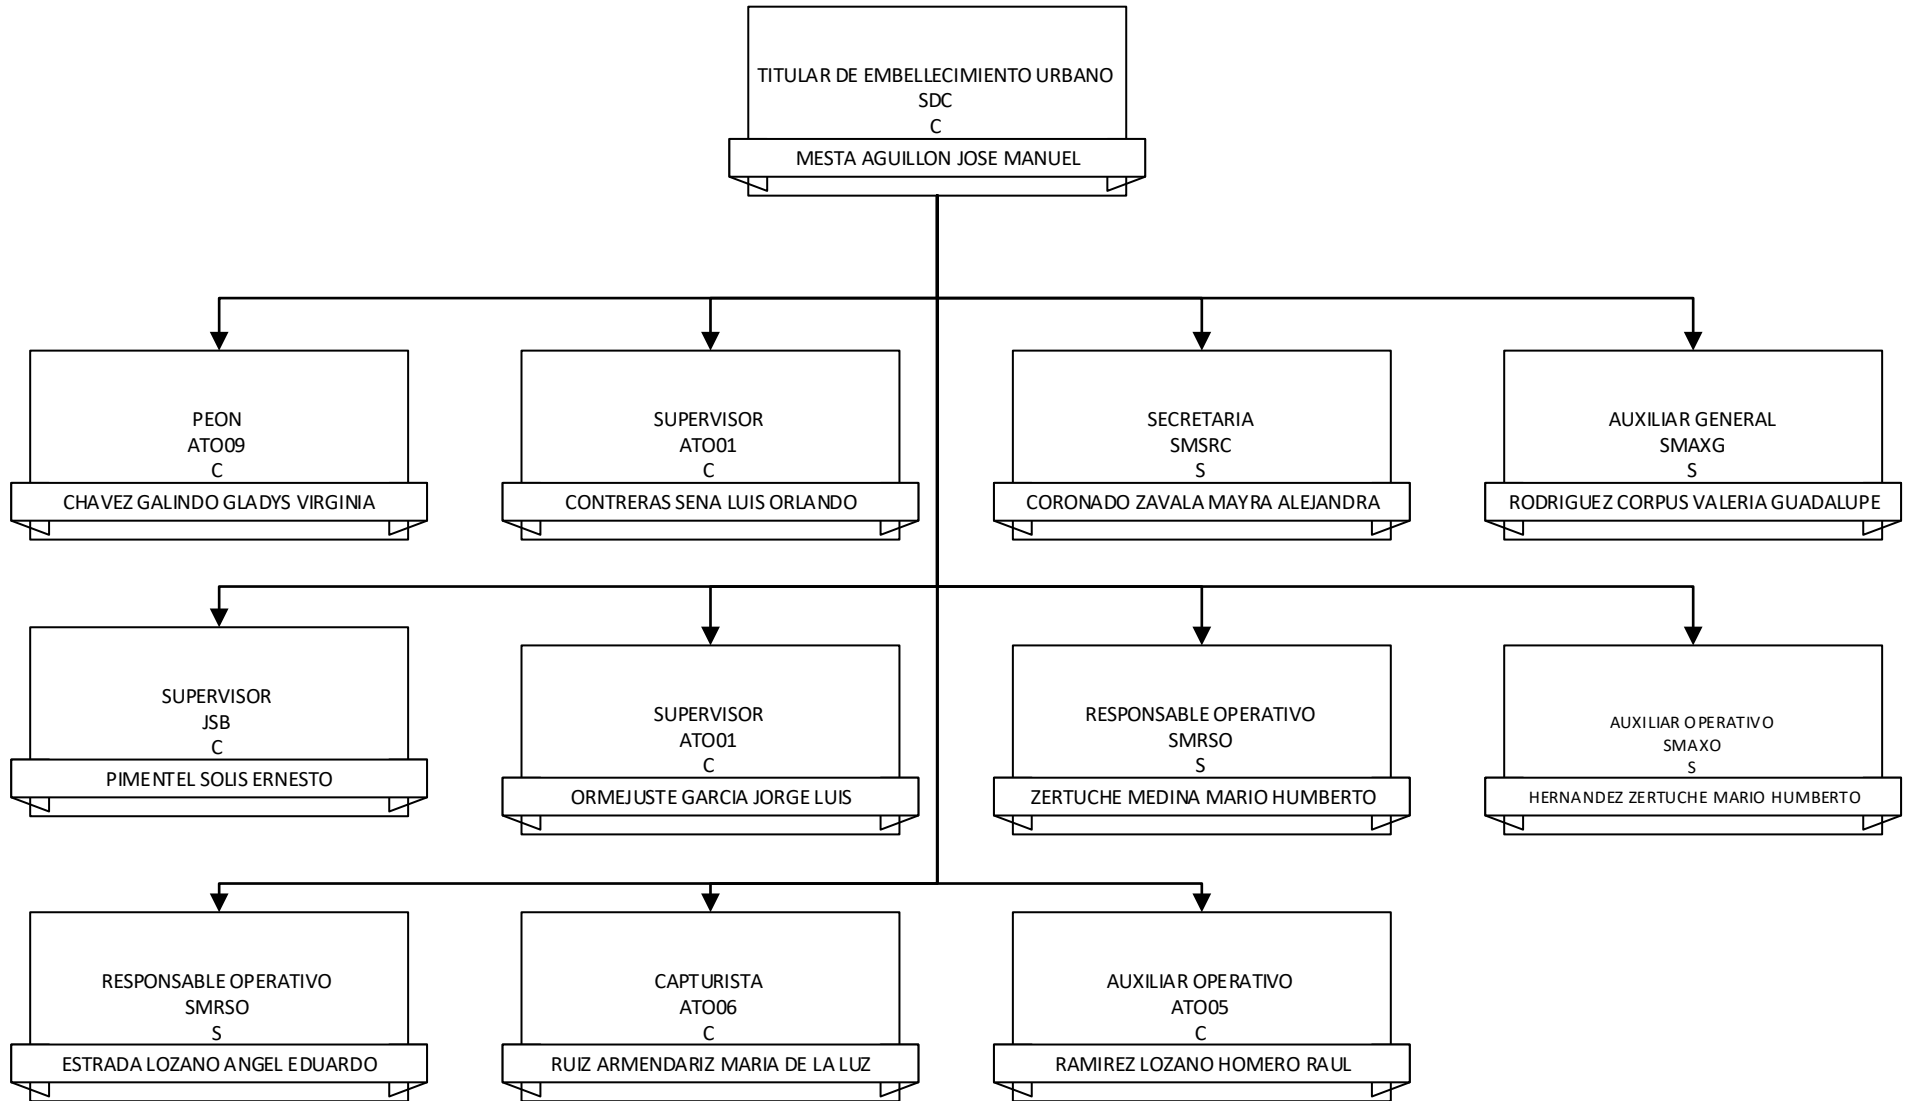 TITULAR DE EMBELLECIMIENTO URBANO
SDC
C
MESTA AGUILLON JOSE MANUEL
PEON
ATO09
C
CHAVEZ GALINDO GLADYS VIRGINIA
SUPERVISOR
ATO01
C
CONTRERAS SENA LUIS ORLANDO
SECRETARIA
SMSRC
S
CORONADO ZAVALA MAYRA ALEJANDRA
AUXILIAR GENERAL
SMAXG
S
RODRIGUEZ CORPUS VALERIA GUADALUPE
SUPERVISOR
JSB
C
PIMENTEL SOLIS ERNESTO
SUPERVISOR
ATO01
C
ORMEJUSTE GARCIA JORGE LUIS
RESPONSABLE OPERATIVO
SMRSO
S
ZERTUCHE MEDINA MARIO HUMBERTO
AUXILIAR OPERATIVO
SMAXO
S
HERNANDEZ ZERTUCHE MARIO HUMBERTO
RESPONSABLE OPERATIVO
SMRSO
S
ESTRADA LOZANO ANGEL EDUARDO
CAPTURISTA
ATO06
C
RUIZ ARMENDARIZ MARIA DE LA LUZ
AUXILIAR OPERATIVO
ATO05
C
RAMIREZ LOZANO HOMERO RAUL